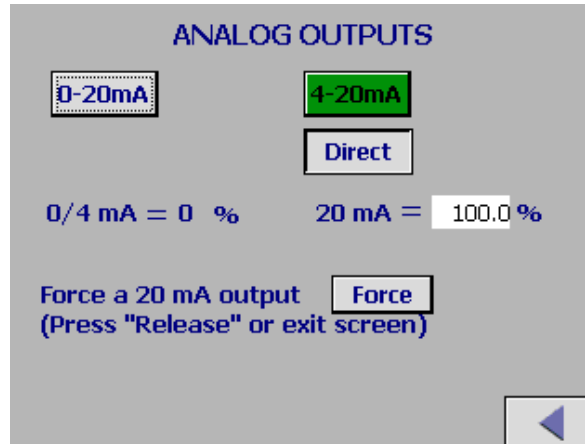 ANALOG OUTPUTS
0-20mA 4-20mA
Direct
0/4 mA = 0 % 20 mA = 100.0 %
Force a 20 mA output Force
(Press "Release" or exit screen)